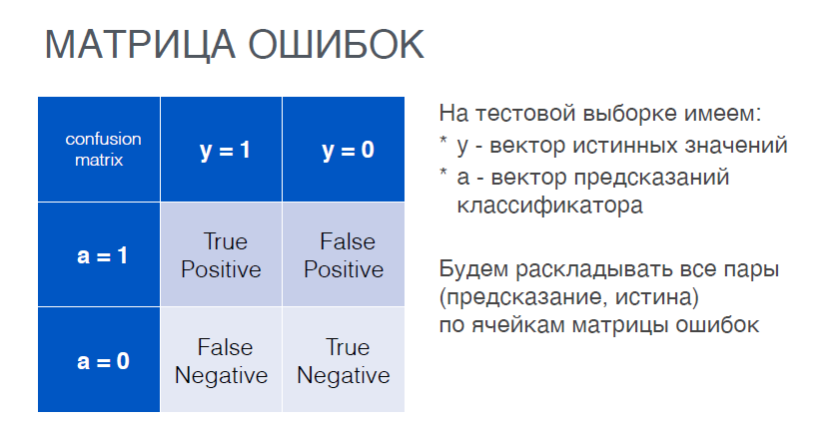 МАТРИЦА ОШИБОК
confusion
matrix
y = 1
y = 0
a = 1
True
Positive
False
Positive
a = 0
False
Negative
True
Negative
На тестовой выборке имеем:
* y - вектор истинных значений
* a - вектор предсказаний
классификатора
Будем раскладывать все пары
(предсказание, истина)
по ячейкам матрицы ошибок